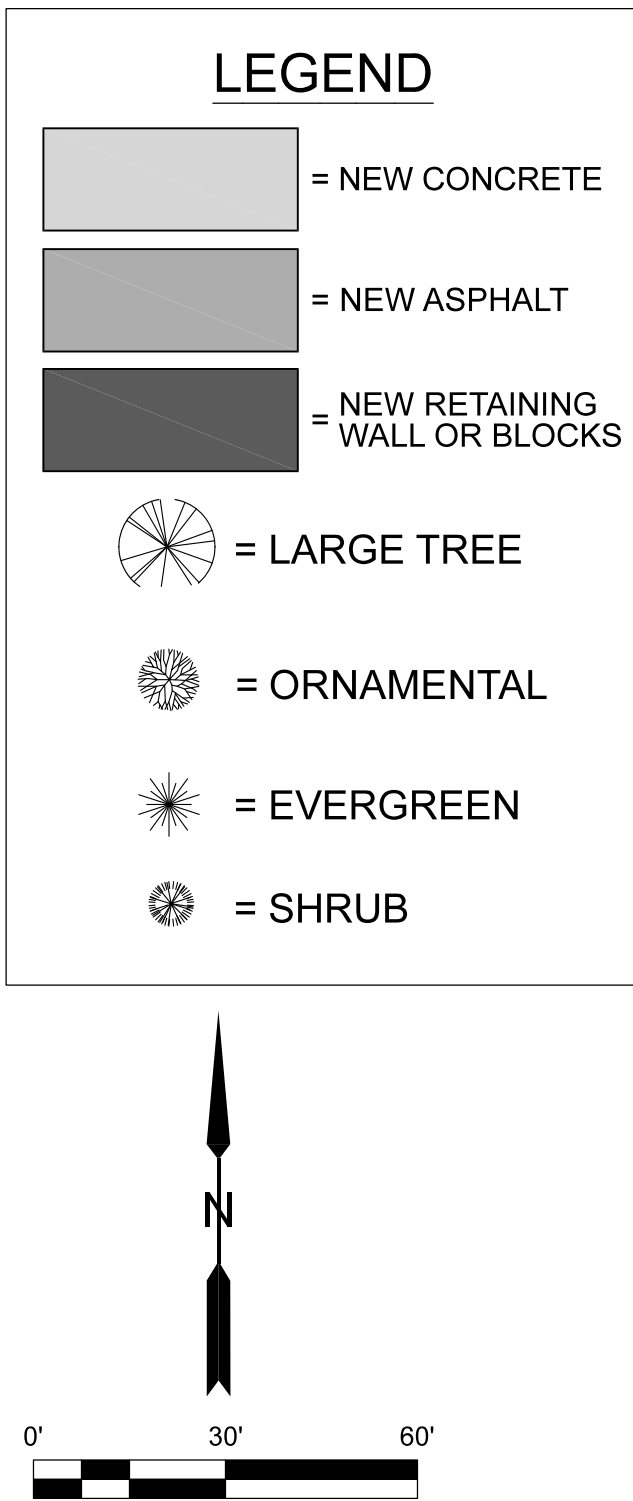 LEGEND
= NEW CONCRETE
= NEW ASPHALT
= NEW RETAINING
WALL OR BLOCKS
= LARGE TREE
= ORNAMENTAL
= EVERGREEN
= SHRUB
N
0' 30' 60'